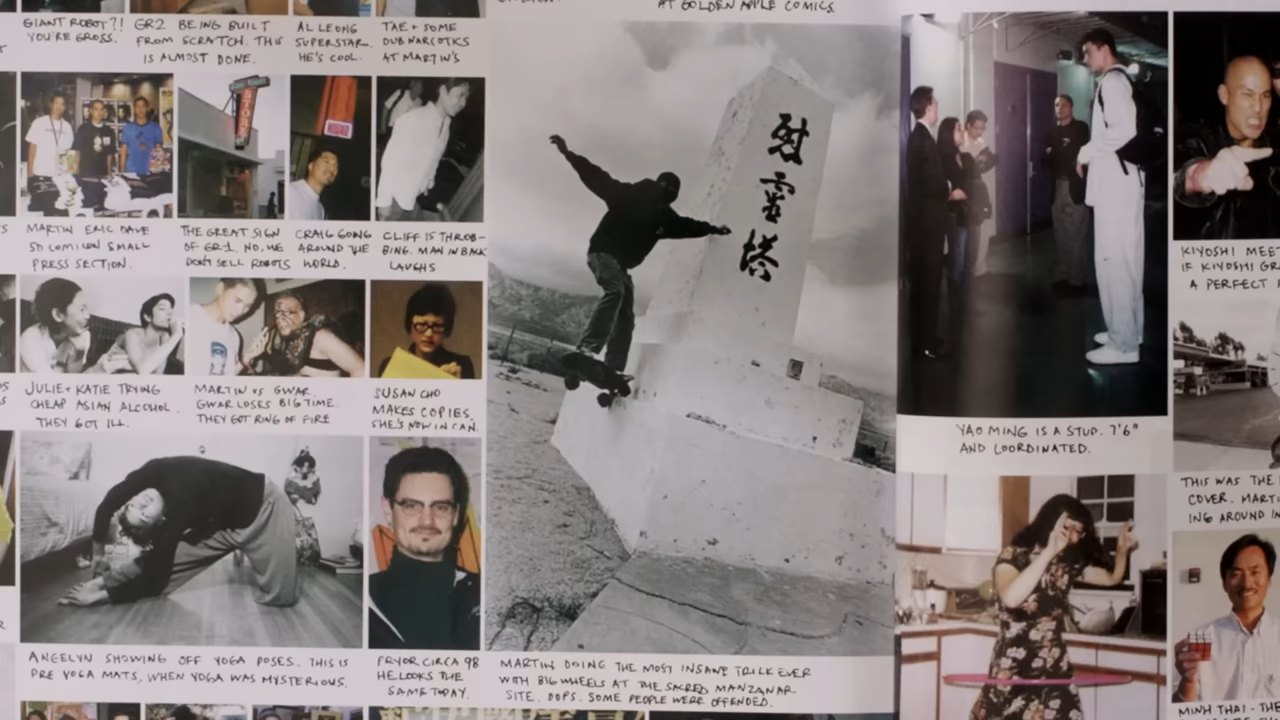 AT GOLDEN APPLE COMICS.
GIANT ROBOT?!
YOU'RE GROSS.
GR2 BEING BUILT
FROM SCRATCH. THIS
IS ALMOST DONE.
AL LEONG
SUPERSTAR.
HE'S COOL.
TAE + SOME
DUB NARCOTICS
AT MARTIN'S
MARTIN ERIC DAVE
SD COMICON SMALL
PRESS SECTION.
STORE
THE GREAT SIGN
OF GR1. NO, WE
DON'T SELL ROBOTS
CRAIG GOING
AROUND THE
WORLD.
CLIFF IS THROB-
BING. MAN IN BACK
LAUGHS
JULIE + KATIE TRYING
CHEAP ASIAN ALCOHOL.
THEY GOT ILL.
MARTIN VS GWAR
GWAR LOSES BIG TIME.
THEY GOT RING OF FIRE
SUSAN CHO
MAKES COPIES,
SHE'S NOW IN CAN.
ANGELYN SHOWING OFF YOGA POSES. THIS IS
PRE YOGA MATS, WHEN YOGA WAS MYSTERIOUS.
PRYOR CIRCA 98
HE LOOKS THE
SAME TODAY.
慰霊塔
MARTIN DOING THE MOST INSANE TRICK EVER
WITH BIG WHEELS AT THE SACRED MANZANAR
SITE. OOPS. SOME PEOPLE WERE OFFENDED.
YAO MING IS A STUD. 7'6"
AND COORDINATED.
KIYOSHI MEE
IF KIYOSHI GR
A PERFECT
THIS WAS THE
COVER. MART
ING AROUND IN
MINH THAI - THE